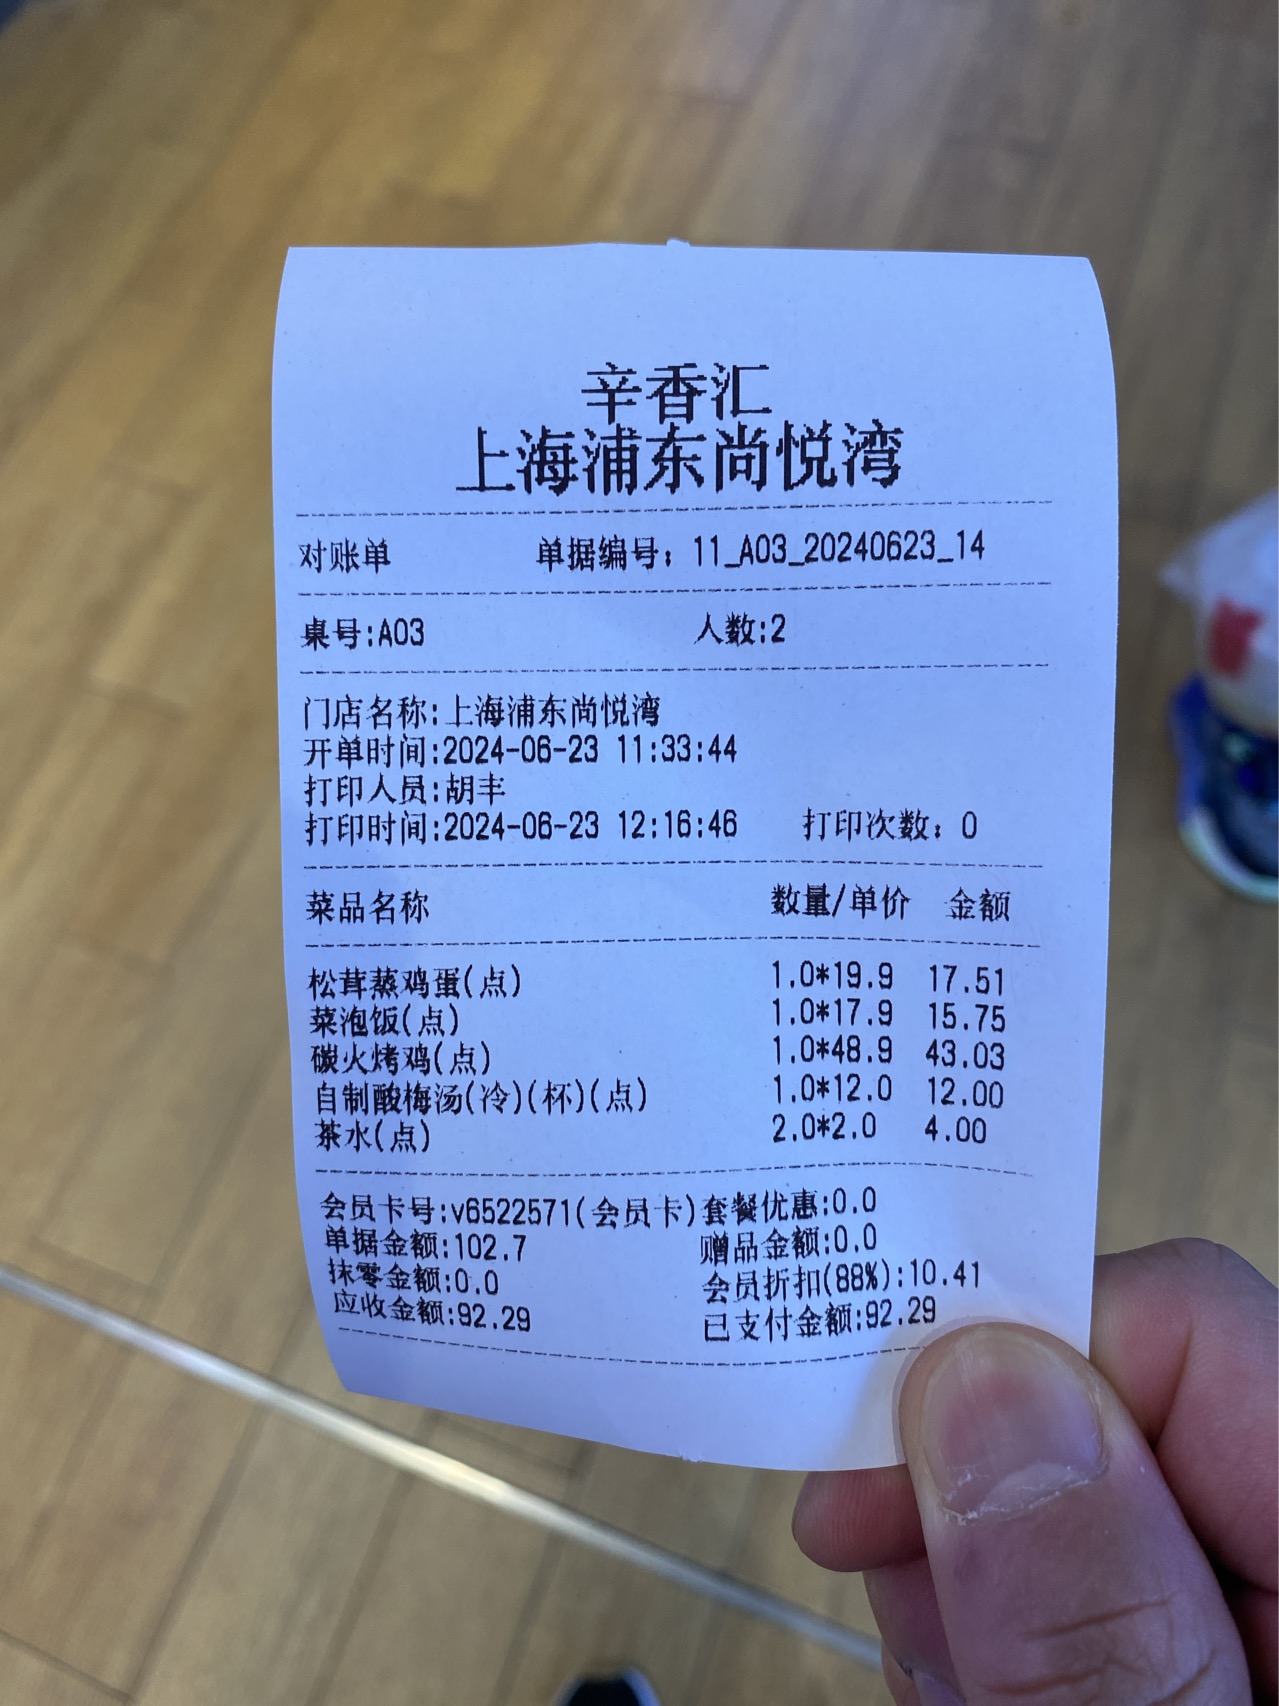 辛香汇
上海浦东尚悦湾
对账单 单据编号：11_A03_20240623_14
桌号:A03 人数:2
门店名称:上海浦东尚悦湾
开单时间:2024-06-23 11:33:44
打印人员:胡丰
打印时间:2024-06-23 12:16:46 打印次数：0
菜品名称 数量/单价 金额
松茸蒸鸡蛋(点) 1.0*19.9 17.51
菜泡饭(点) 1.0*17.9 15.75
碳火烤鸡(点) 1.0*48.9 43.03
自制酸梅汤(冷)(杯)(点) 1.0*12.0 12.00
茶水(点) 2.0*2.0 4.00
会员卡号:v6522571(会员卡) 套餐优惠:0.0
单据金额:102.7 赠品金额:0.0
抹零金额:0.0 会员折扣(88%):10.41
应收金额:92.29 已支付金额:92.29